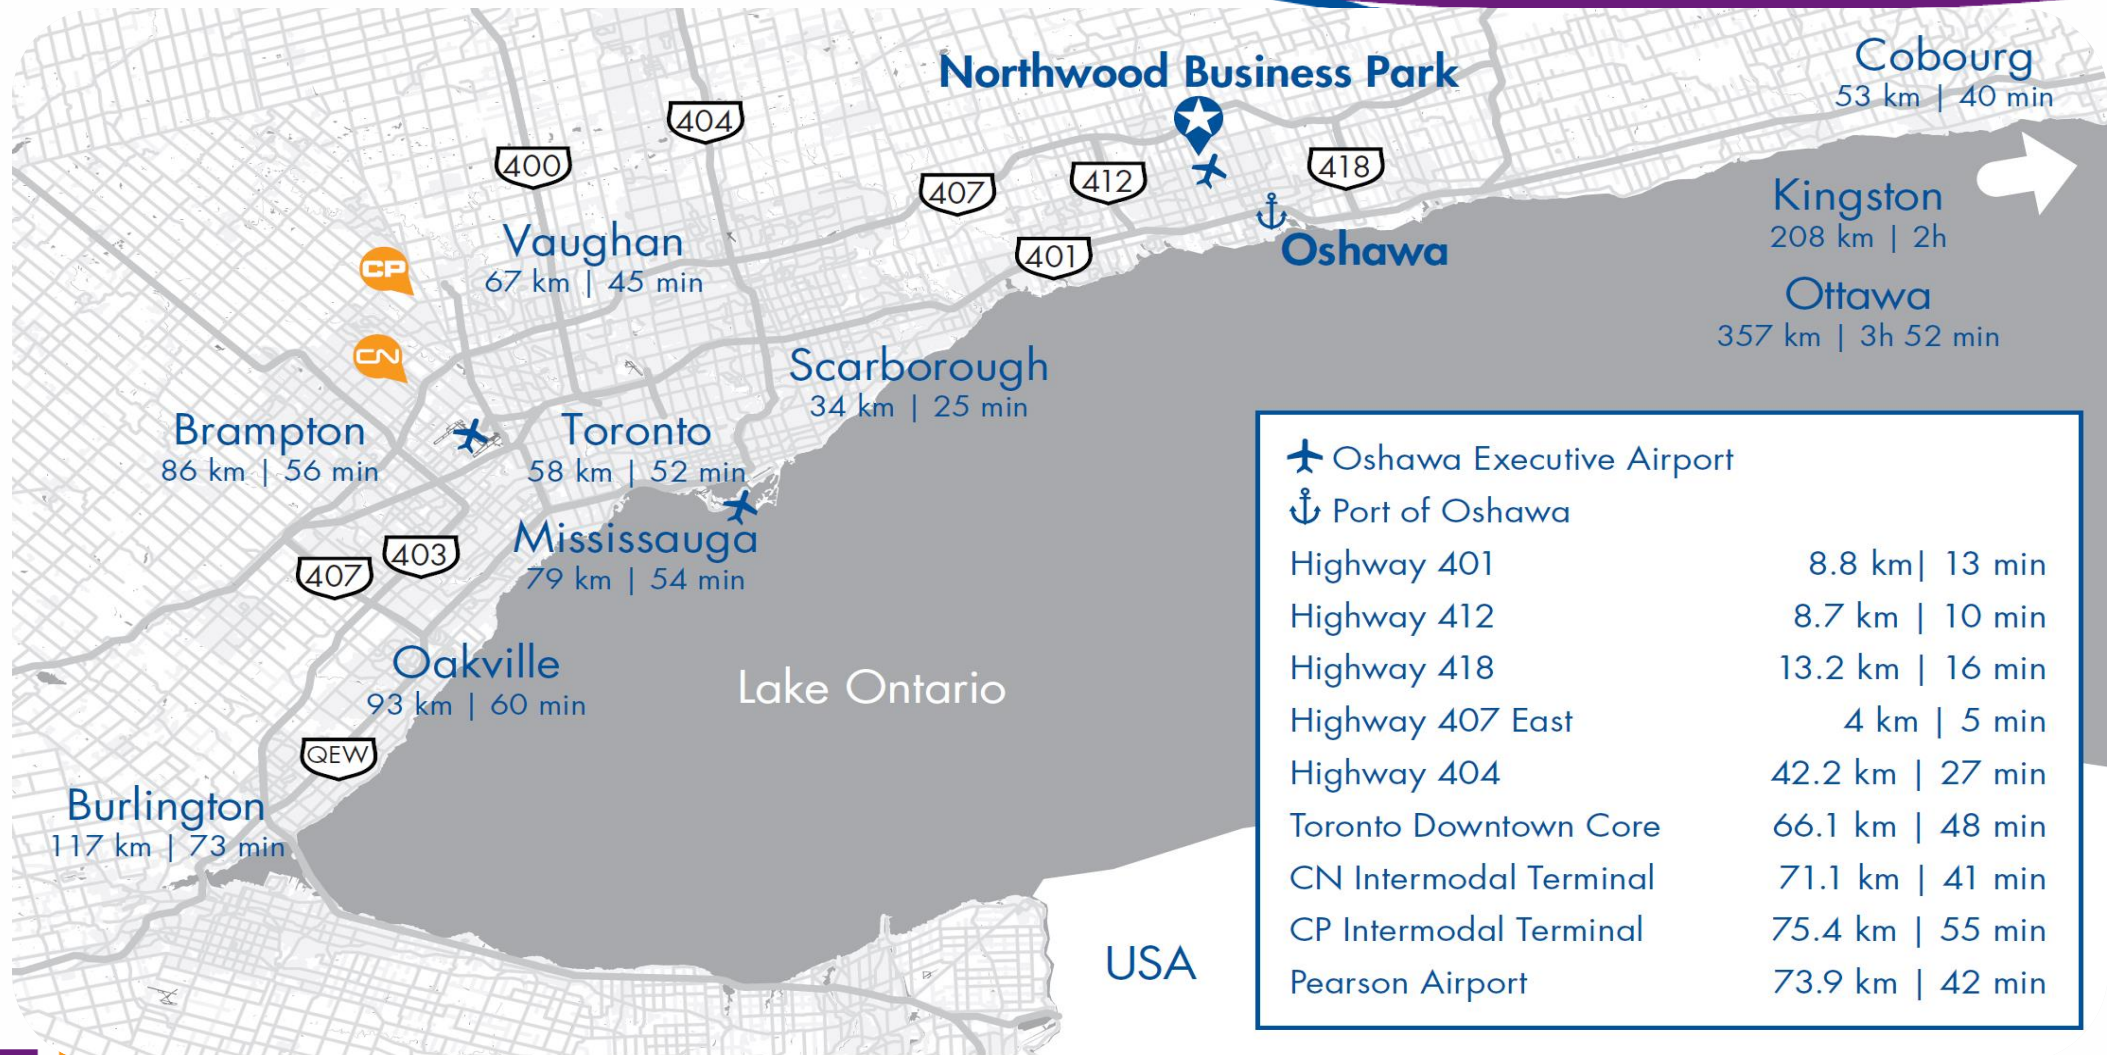 Northwood Business Park
Cobourg
53 km | 40 min
404
400
407
412
418
401
Kingston
208 km | 2h
Vaughan
67 km | 45 min
CP
Oshawa
Ottawa
357 km | 3h 52 min
CN
Scarborough
34 km | 25 min
Brampton
86 km | 56 min
Toronto
58 km | 52 min
Mississauga
79 km | 54 min
403
407
Oakville
93 km | 60 min
Lake Ontario
QEW
Burlington
117 km | 73 min
USA
Oshawa Executive Airport
Port of Oshawa
Highway 401 8.8 km| 13 min
Highway 412 8.7 km | 10 min
Highway 418 13.2 km | 16 min
Highway 407 East 4 km | 5 min
Highway 404 42.2 km | 27 min
Toronto Downtown Core 66.1 km | 48 min
CN Intermodal Terminal 71.1 km | 41 min
CP Intermodal Terminal 75.4 km | 55 min
Pearson Airport 73.9 km | 42 min